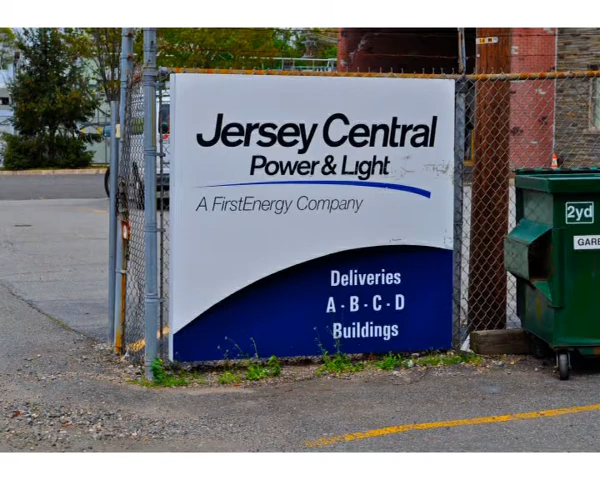 Jersey Central
Power & Light
A FirstEnergy Company
Deliveries
A - B - C - D
Buildings
2yd